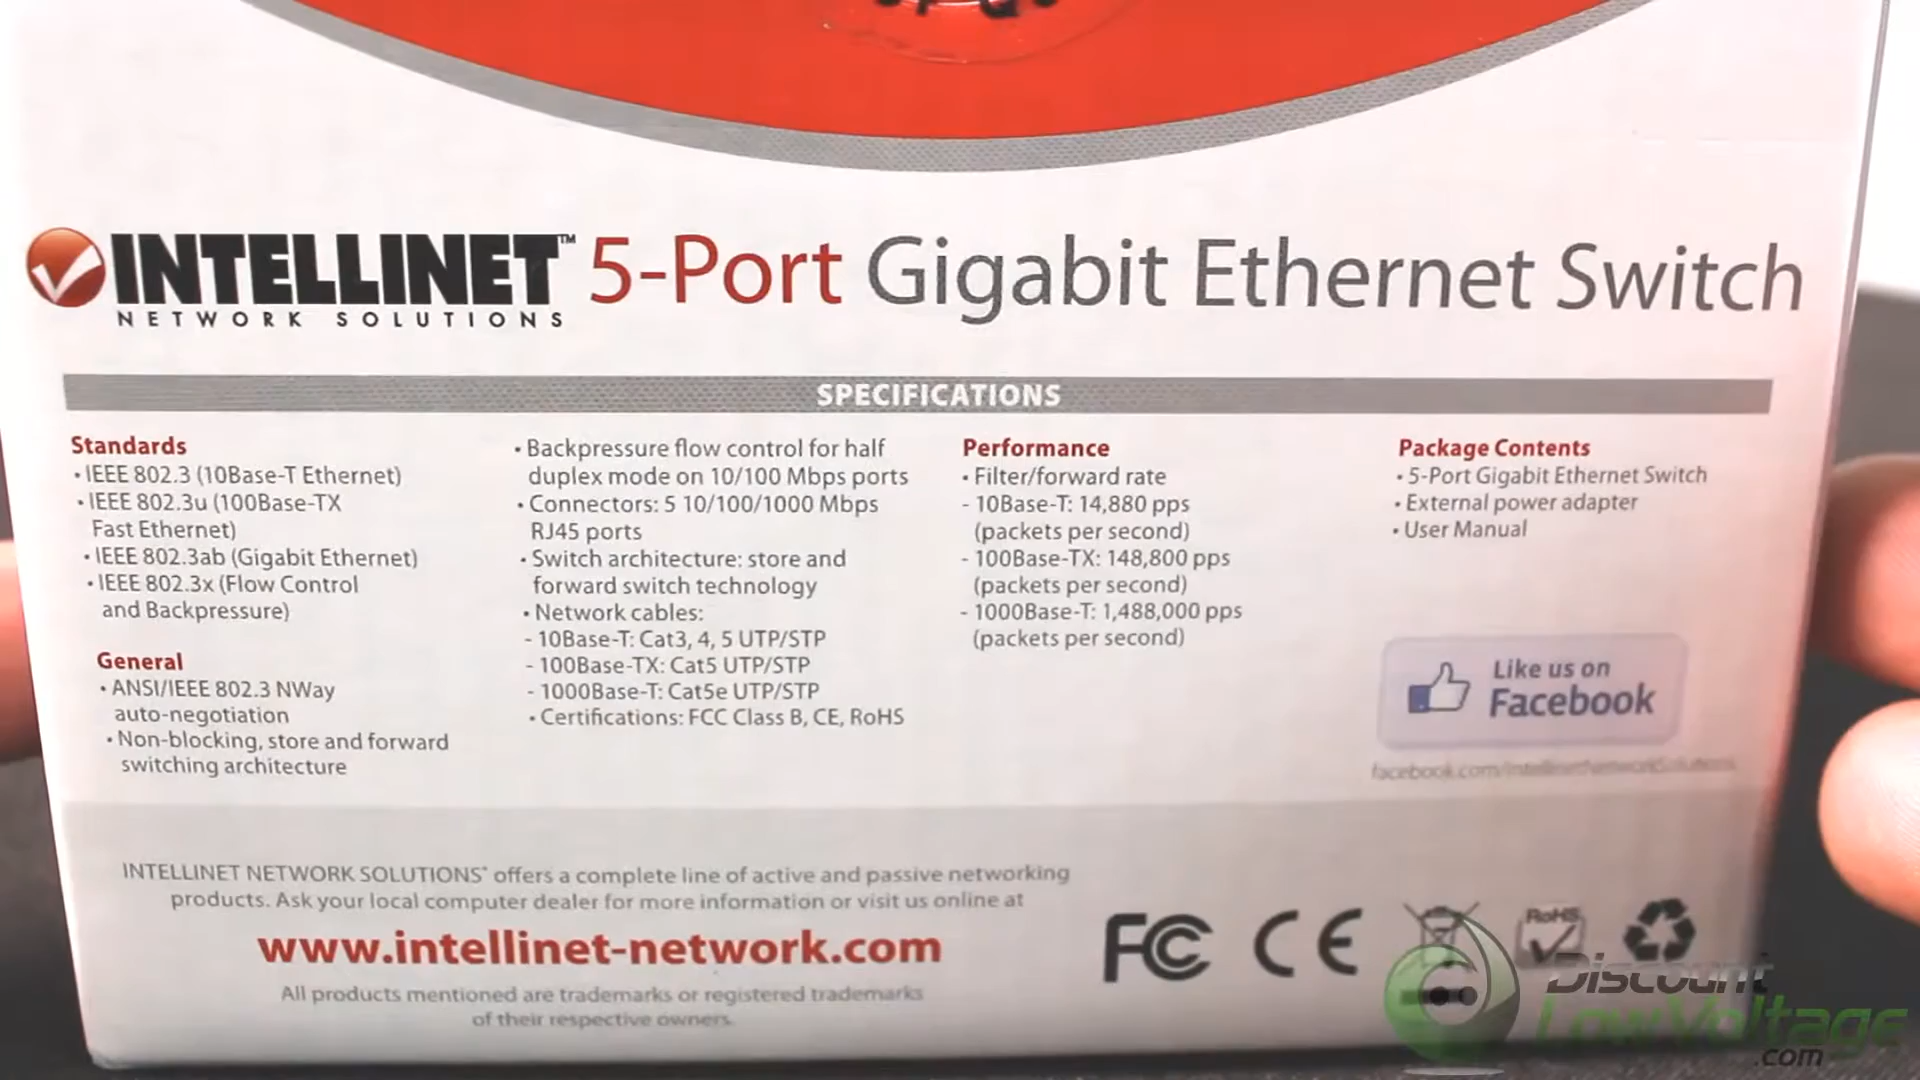 INTELLINET™ 5-Port Gigabit Ethernet Switch
NETWORK SOLUTIONS
SPECIFICATIONS
Standards
• IEEE 802.3 (10Base-T Ethernet)
• IEEE 802.3u (100Base-TX
Fast Ethernet)
• IEEE 802.3ab (Gigabit Ethernet)
• IEEE 802.3x (Flow Control
and Backpressure)
General
• ANSI/IEEE 802.3 NWay
auto-negotiation
• Non-blocking, store and forward
switching architecture
• Backpressure flow control for half
duplex mode on 10/100 Mbps ports
• Connectors: 5 10/100/1000 Mbps
RJ45 ports
• Switch architecture: store and
forward switch technology
• Network cables:
- 10Base-T: Cat3, 4, 5 UTP/STP
- 100Base-TX: Cat5 UTP/STP
- 1000Base-T: Cat5e UTP/STP
• Certifications: FCC Class B, CE, RoHS
Performance
• Filter/forward rate
- 10Base-T: 14,880 pps
(packets per second)
- 100Base-TX: 148,800 pps
(packets per second)
- 1000Base-T: 1,488,000 pps
(packets per second)
Package Contents
• 5-Port Gigabit Ethernet Switch
• External power adapter
• User Manual
Like us on
Facebook
facebook.com/intellinetnetworksolutions
INTELLINET NETWORK SOLUTIONS™ offers a complete line of active and passive networking
products. Ask your local computer dealer for more information or visit us online at
www.intellinet-network.com
All products mentioned are trademarks or registered trademarks
of their respective owners.
FC CE RoHS
Discount
LowVoltage
.com